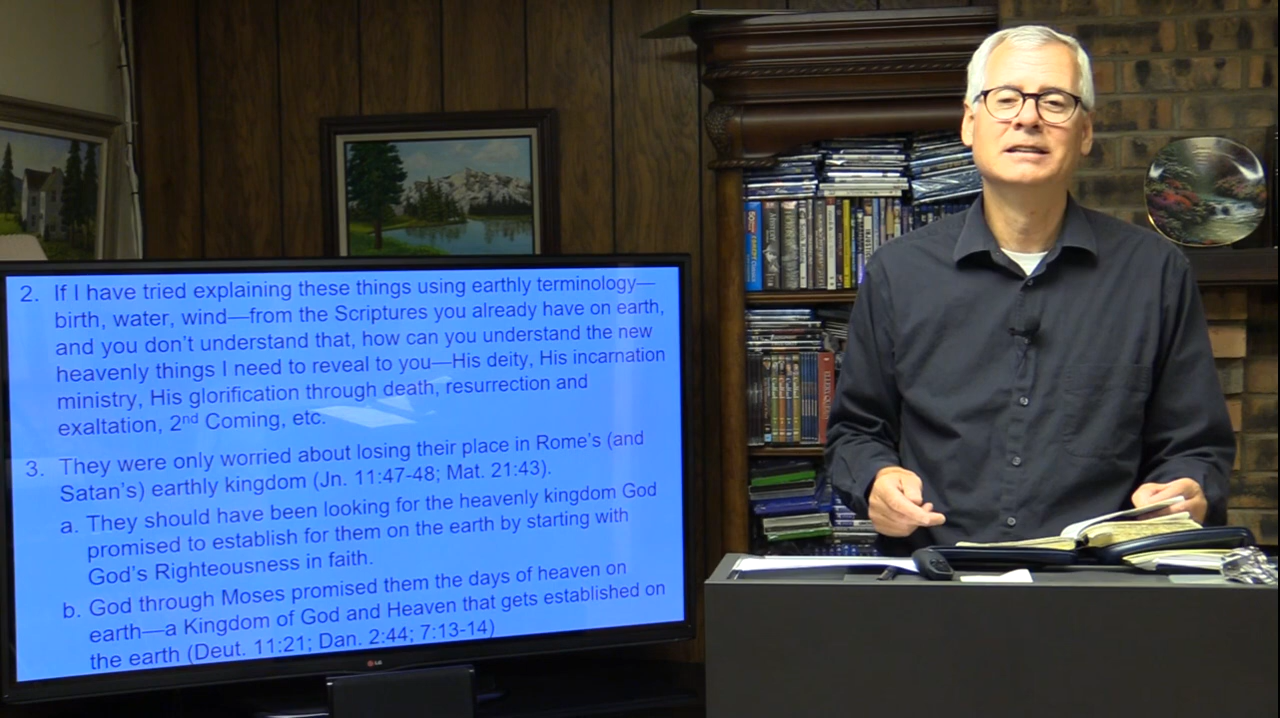 2. If I have tried explaining these things using earthly terminology—
birth, water, wind—from the Scriptures you already have on earth,
and you don't understand that, how can you understand the new
heavenly things I need to reveal to you—His deity, His incarnation
ministry, His glorification through death, resurrection and
exaltation, 2nd Coming, etc.
3. They were only worried about losing their place in Rome's (and
Satan's) earthly kingdom (Jn. 11:47-48; Mat. 21:43).
a. They should have been looking for the heavenly kingdom God
promised to establish for them on the earth by starting with
God's Righteousness in faith.
b. God through Moses promised them the days of heaven on
earth—a Kingdom of God and Heaven that gets established on
the earth (Deut. 11:21; Dan. 2:44; 7:13-14)
LG